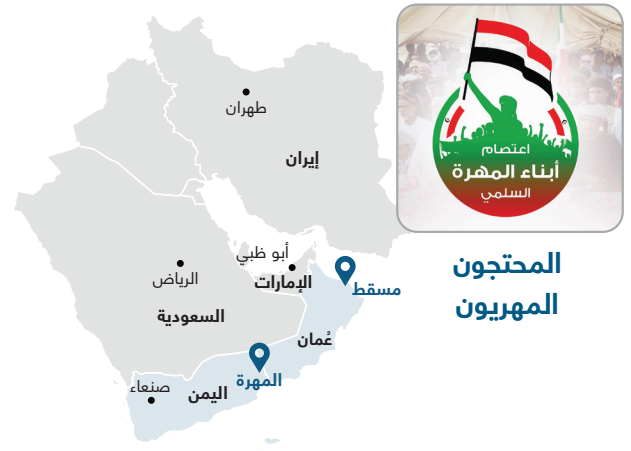 اعتصام
أبناء المهرة
السلمي
المحتجون
المهريون
طهران
إيران
أبو ظبي
الإمارات
مسقط
الرياض
السعودية
عُمان
المهرة
اليمن
صنعاء